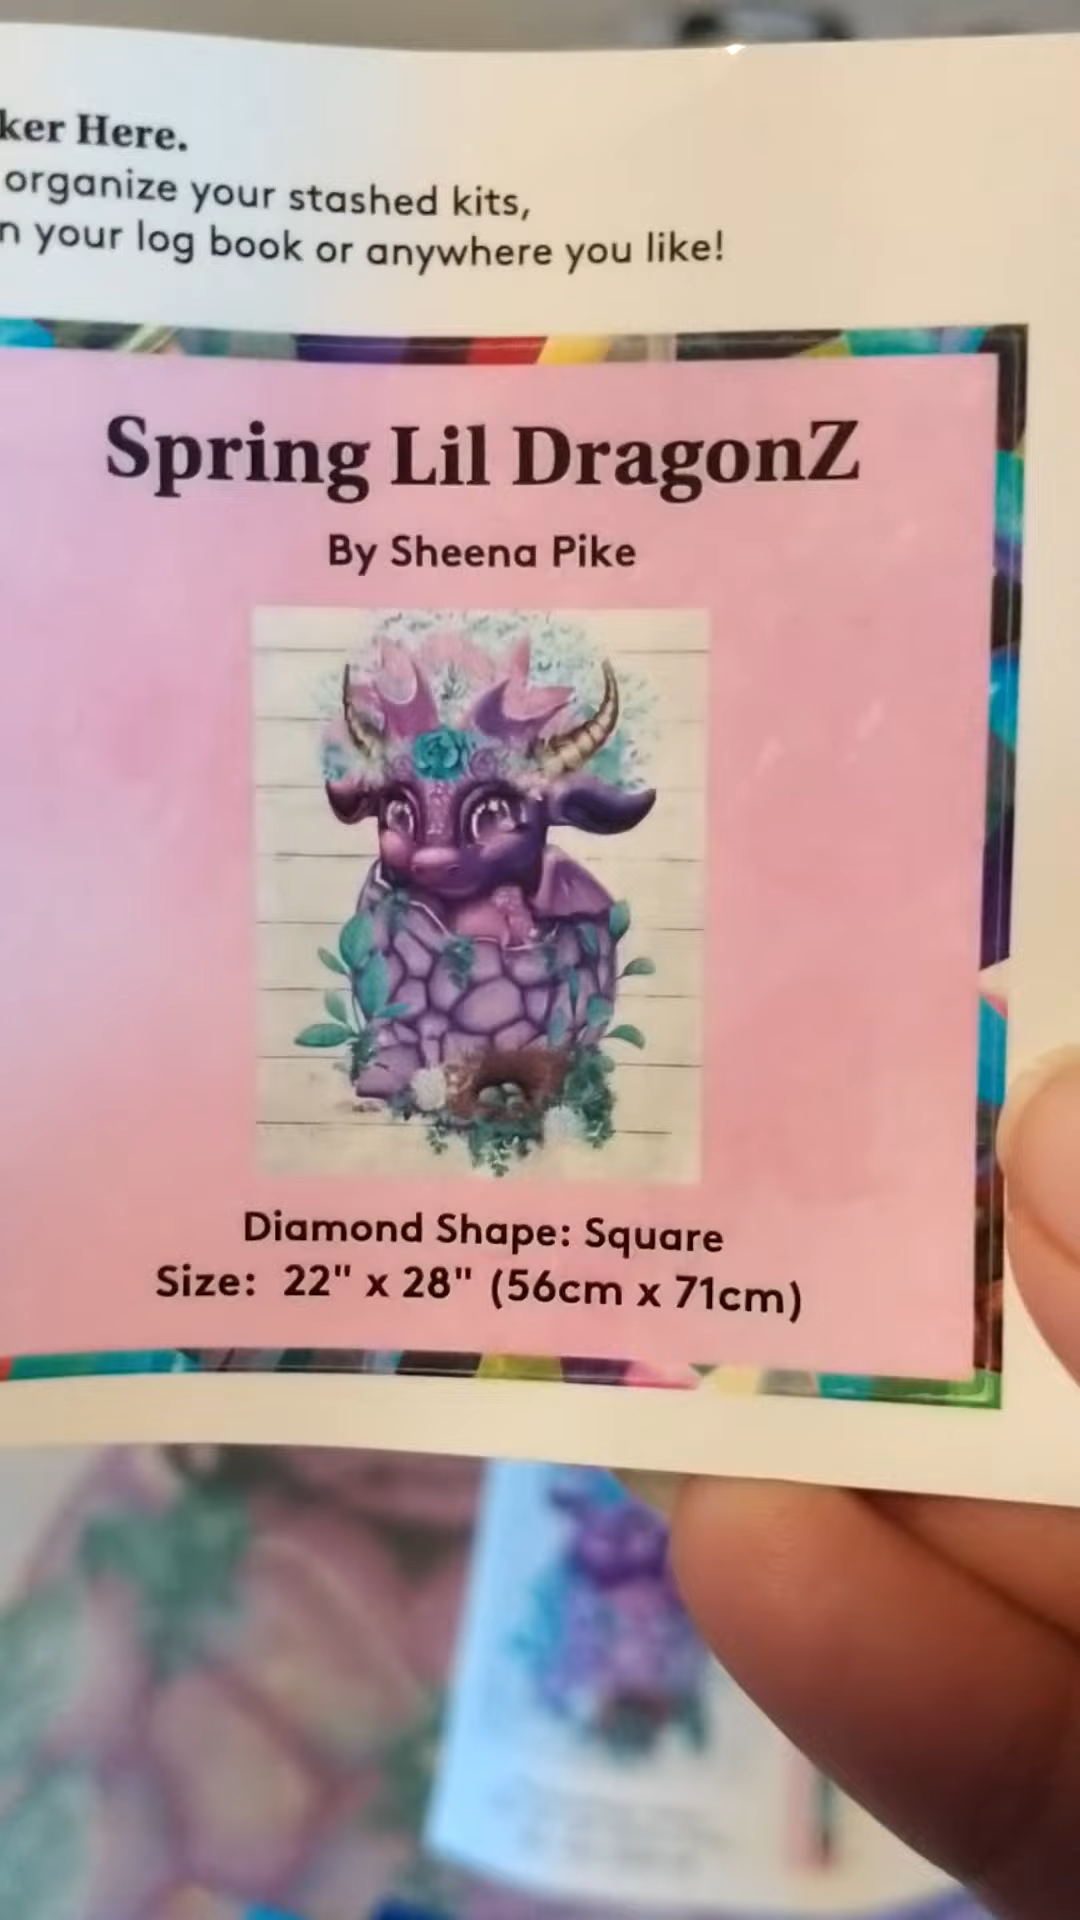 ker Here.
organize your stashed kits,
n your log book or anywhere you like!
Spring Lil DragonZ
By Sheena Pike
Diamond Shape: Square
Size: 22" x 28" (56cm x 71cm)